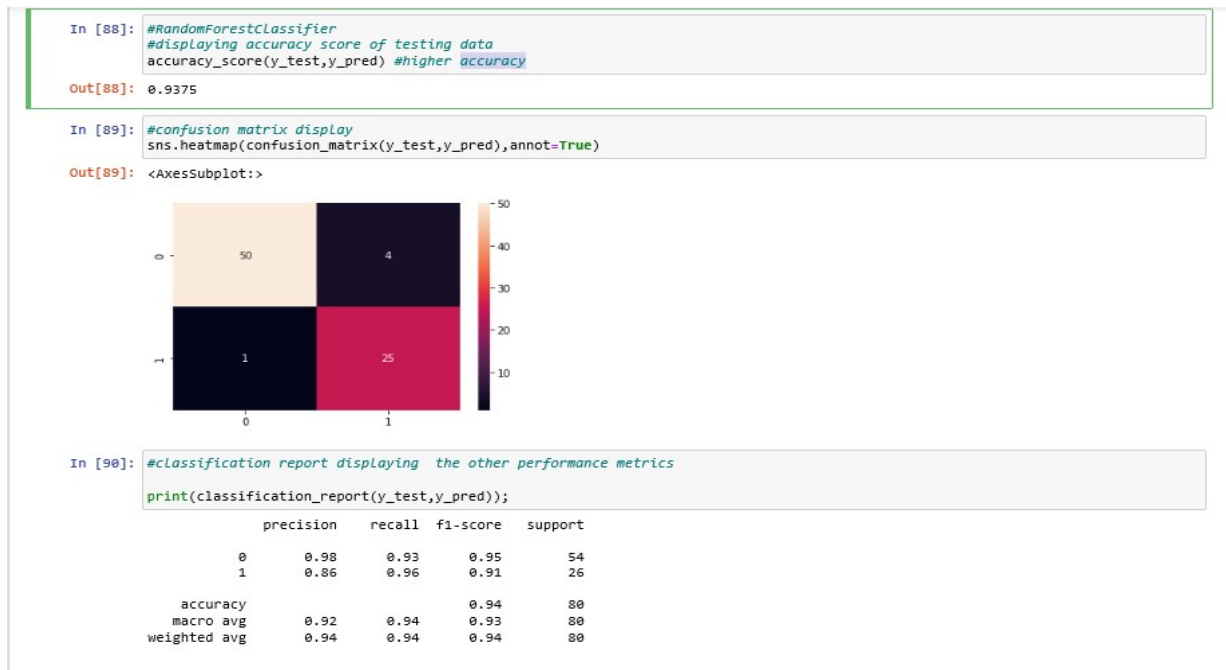 In [88]: #RandomForestClassifier
#displaying accuracy score of testing data
accuracy_score(y_test,y_pred) #higher accuracy
Out[88]: 0.9375
In [89]: #confusion matrix display
sns.heatmap(confusion_matrix(y_test,y_pred),annot=True)
Out[89]: <AxesSubplot:>
50
40
30
20
10
0
50 4
1
1 25
0 1
In [90]: #classification report displaying  the other performance metrics
print(classification_report(y_test,y_pred));
precision recall f1-score support
0 0.98 0.93 0.95 54
1 0.86 0.96 0.91 26
accuracy 0.94 80
macro avg 0.92 0.94 0.93 80
weighted avg 0.94 0.94 0.94 80